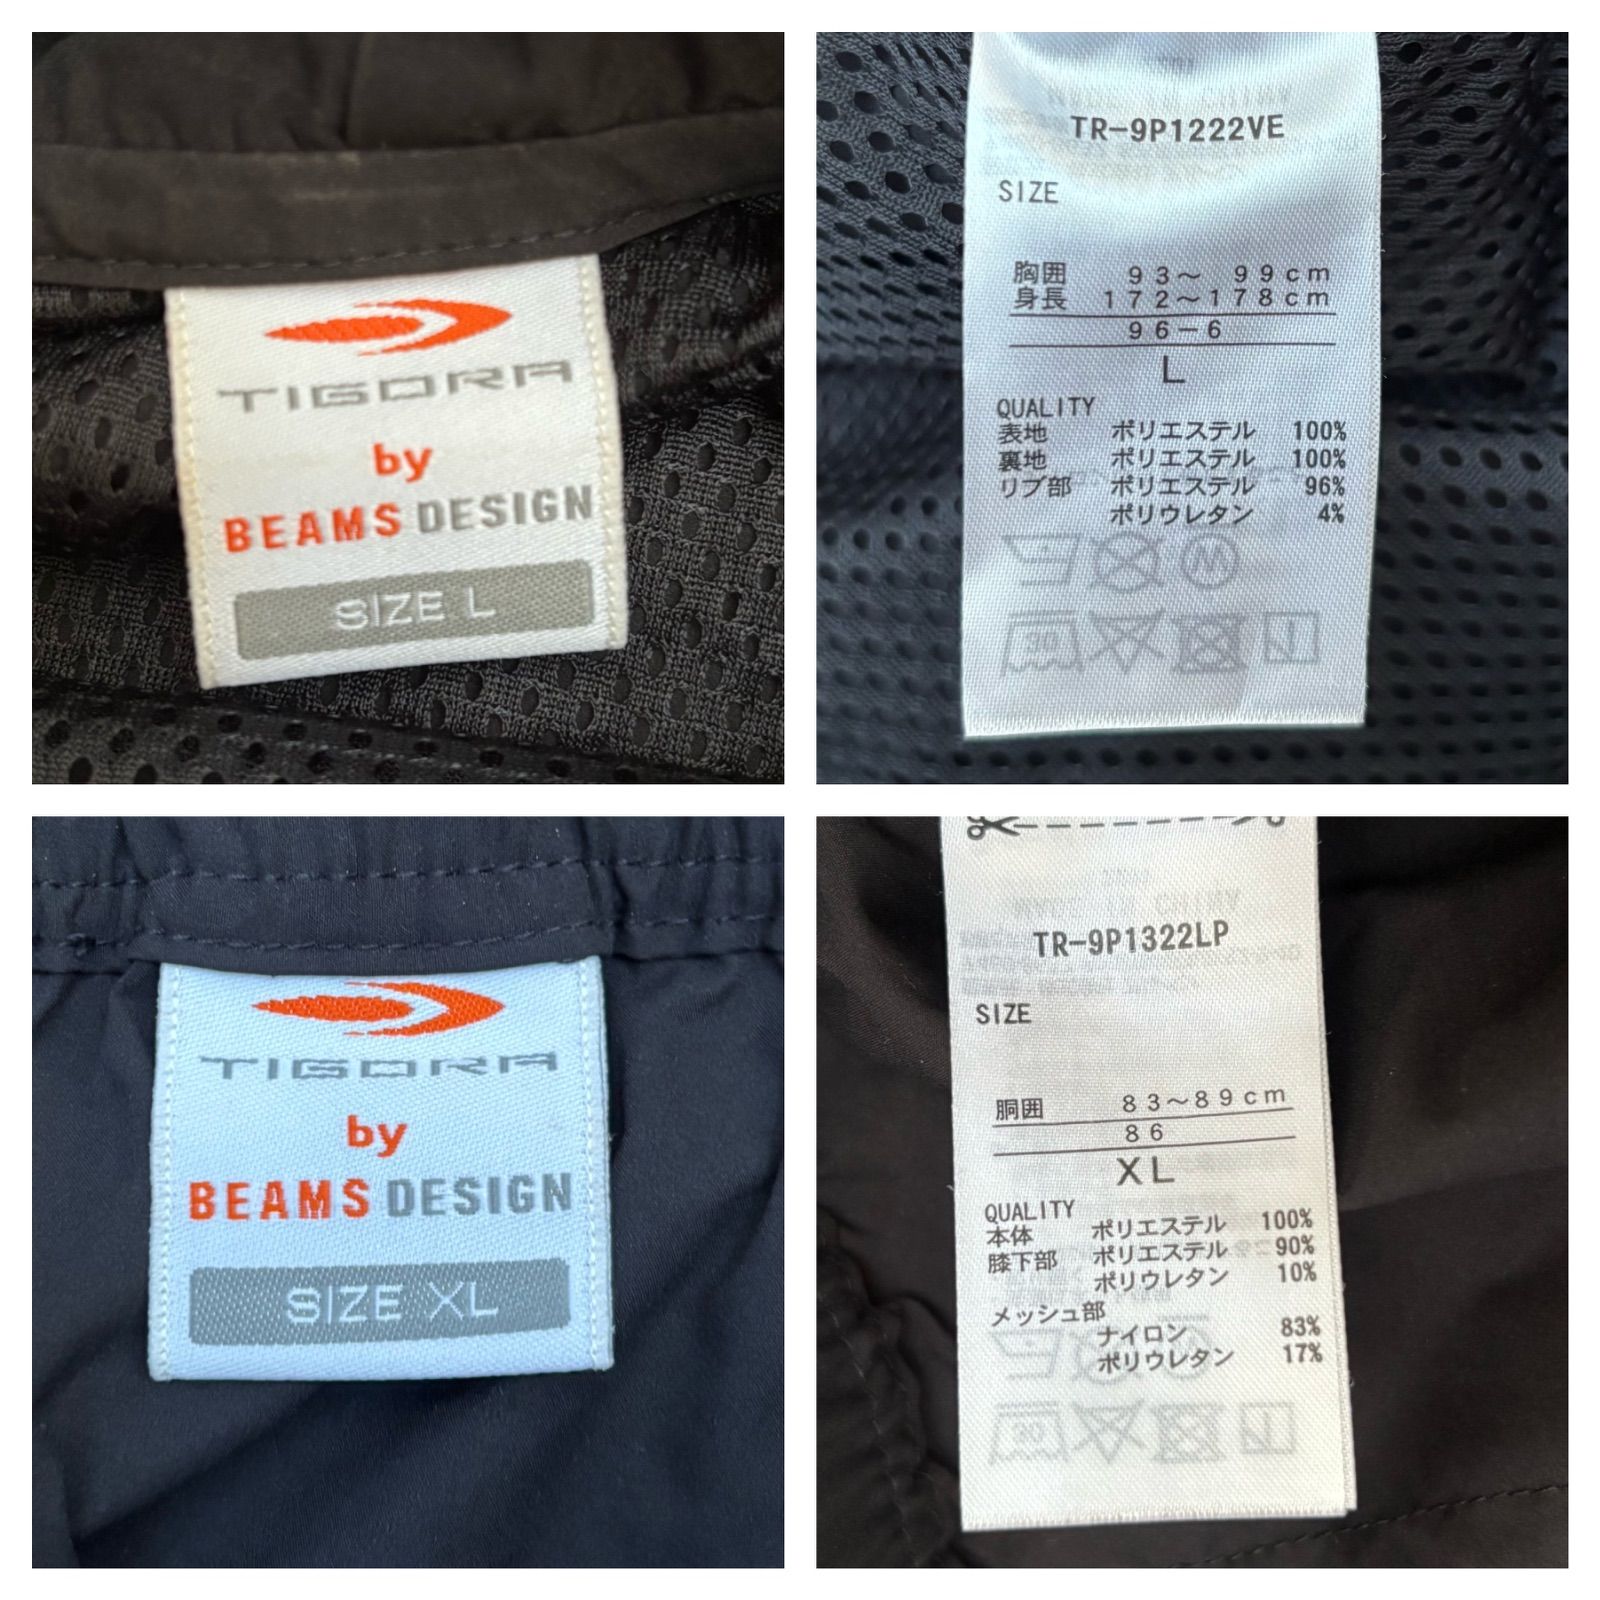 TIGORA
by
BEAMS DESIGN
SIZE L
TR-9P1222VE
SIZE
胸囲 93～ 99cm
身長 172～178cm
96-6
L
QUALITY
表地 ポリエステル 100%
裏地 ポリエステル 100%
リブ部 ポリエステル 96%
ポリウレタン 4%
W
30
TIGORA
by
BEAMS DESIGN
SIZE XL
TR-9P1322LP
SIZE
胴囲 83～89cm
86
XL
QUALITY
本体 ポリエステル 100%
膝下部 ポリエステル 90%
ポリウレタン 10%
メッシュ部
ナイロン 83%
ポリウレタン 17%
30